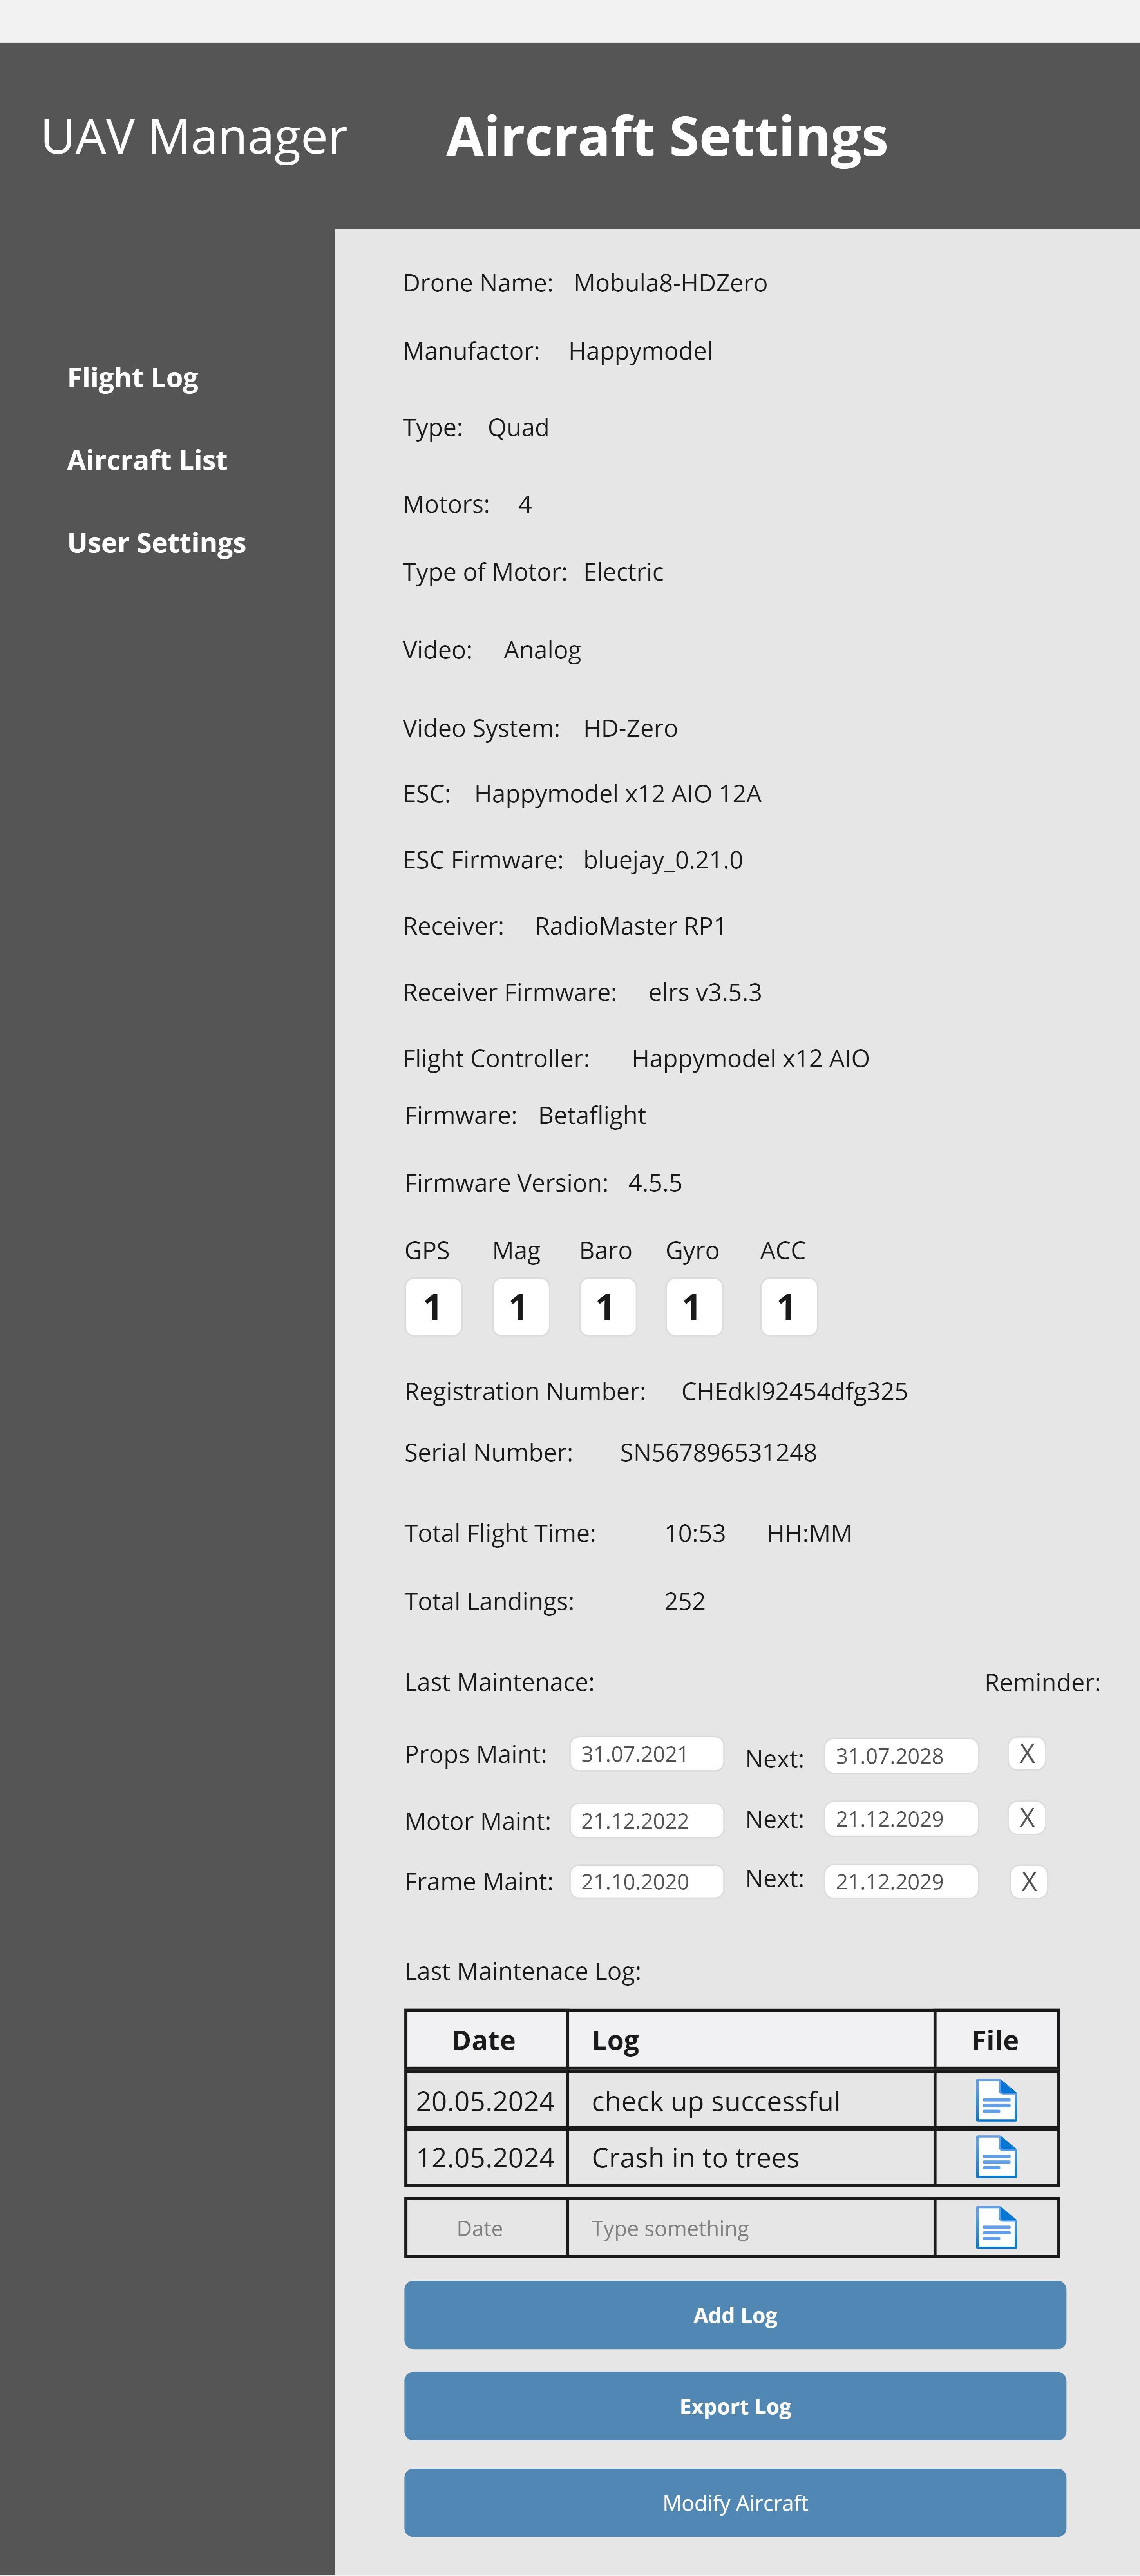 UAV Manager Aircraft Settings
Flight Log
Aircraft List
User Settings
Drone Name: Mobula8-HDZero
Manufactor: Happymodel
Type: Quad
Motors: 4
Type of Motor: Electric
Video: Analog
Video System: HD-Zero
ESC: Happymodel x12 AIO 12A
ESC Firmware: bluejay_0.21.0
Receiver: RadioMaster RP1
Receiver Firmware: elrs v3.5.3
Flight Controller: Happymodel x12 AIO
Firmware: Betaflight
Firmware Version: 4.5.5
GPS Mag Baro Gyro ACC
1 1 1 1 1
Registration Number: CHEdkl92454dfg325
Serial Number: SN567896531248
Total Flight Time: 10:53 HH:MM
Total Landings: 252
Last Maintenace: Reminder:
Props Maint: 31.07.2021 Next: 31.07.2028 X
Motor Maint: 21.12.2022 Next: 21.12.2029 X
Frame Maint: 21.10.2020 Next: 21.12.2029 X
Last Maintenace Log:
Date Log File
20.05.2024 check up successful
12.05.2024 Crash in to trees
Date Type something
Add Log
Export Log
Modify Aircraft